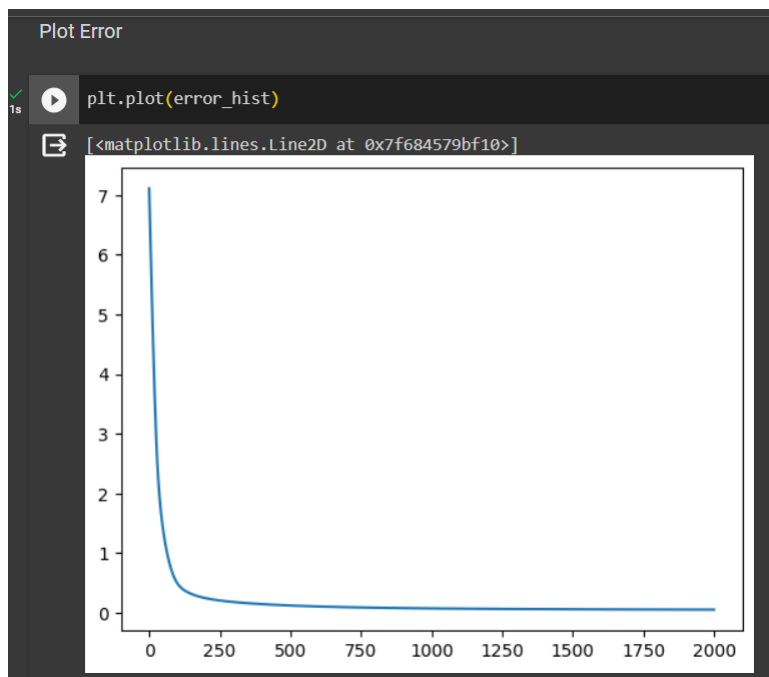 Plot Error
1s
plt.plot(error_hist)
[<matplotlib.lines.Line2D at 0x7f684579bf10>]
7
6
5
4
3
2
1
0
0 250 500 750 1000 1250 1500 1750 2000